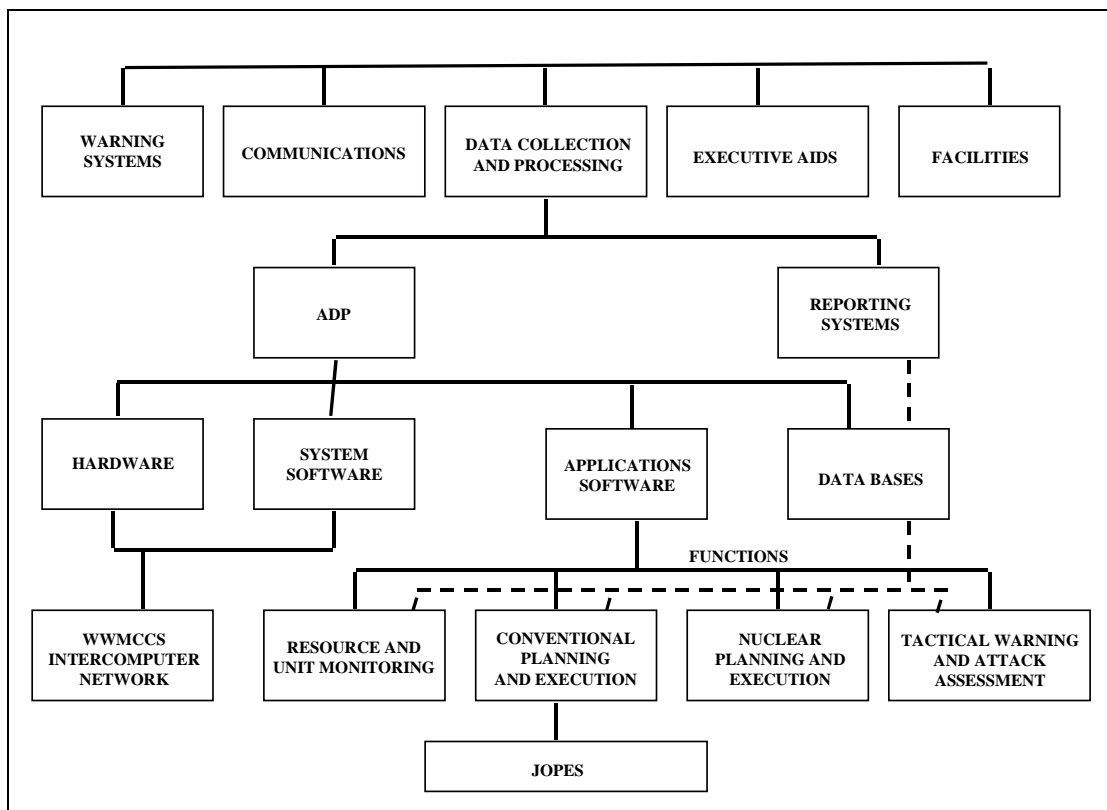 WARNING
SYSTEMS
COMMUNICATIONS
DATA COLLECTION
AND PROCESSING
EXECUTIVE AIDS
FACILITIES
ADP
REPORTING
SYSTEMS
HARDWARE
SYSTEM
SOFTWARE
APPLICATIONS
SOFTWARE
DATA BASES
FUNCTIONS
WWMCCS
INTERCOMPUTER
NETWORK
RESOURCE AND
UNIT MONITORING
CONVENTIONAL
PLANNING
AND EXECUTION
NUCLEAR
PLANNING AND
EXECUTION
TACTICAL WARNING
AND ATTACK
ASSESSMENT
JOPES